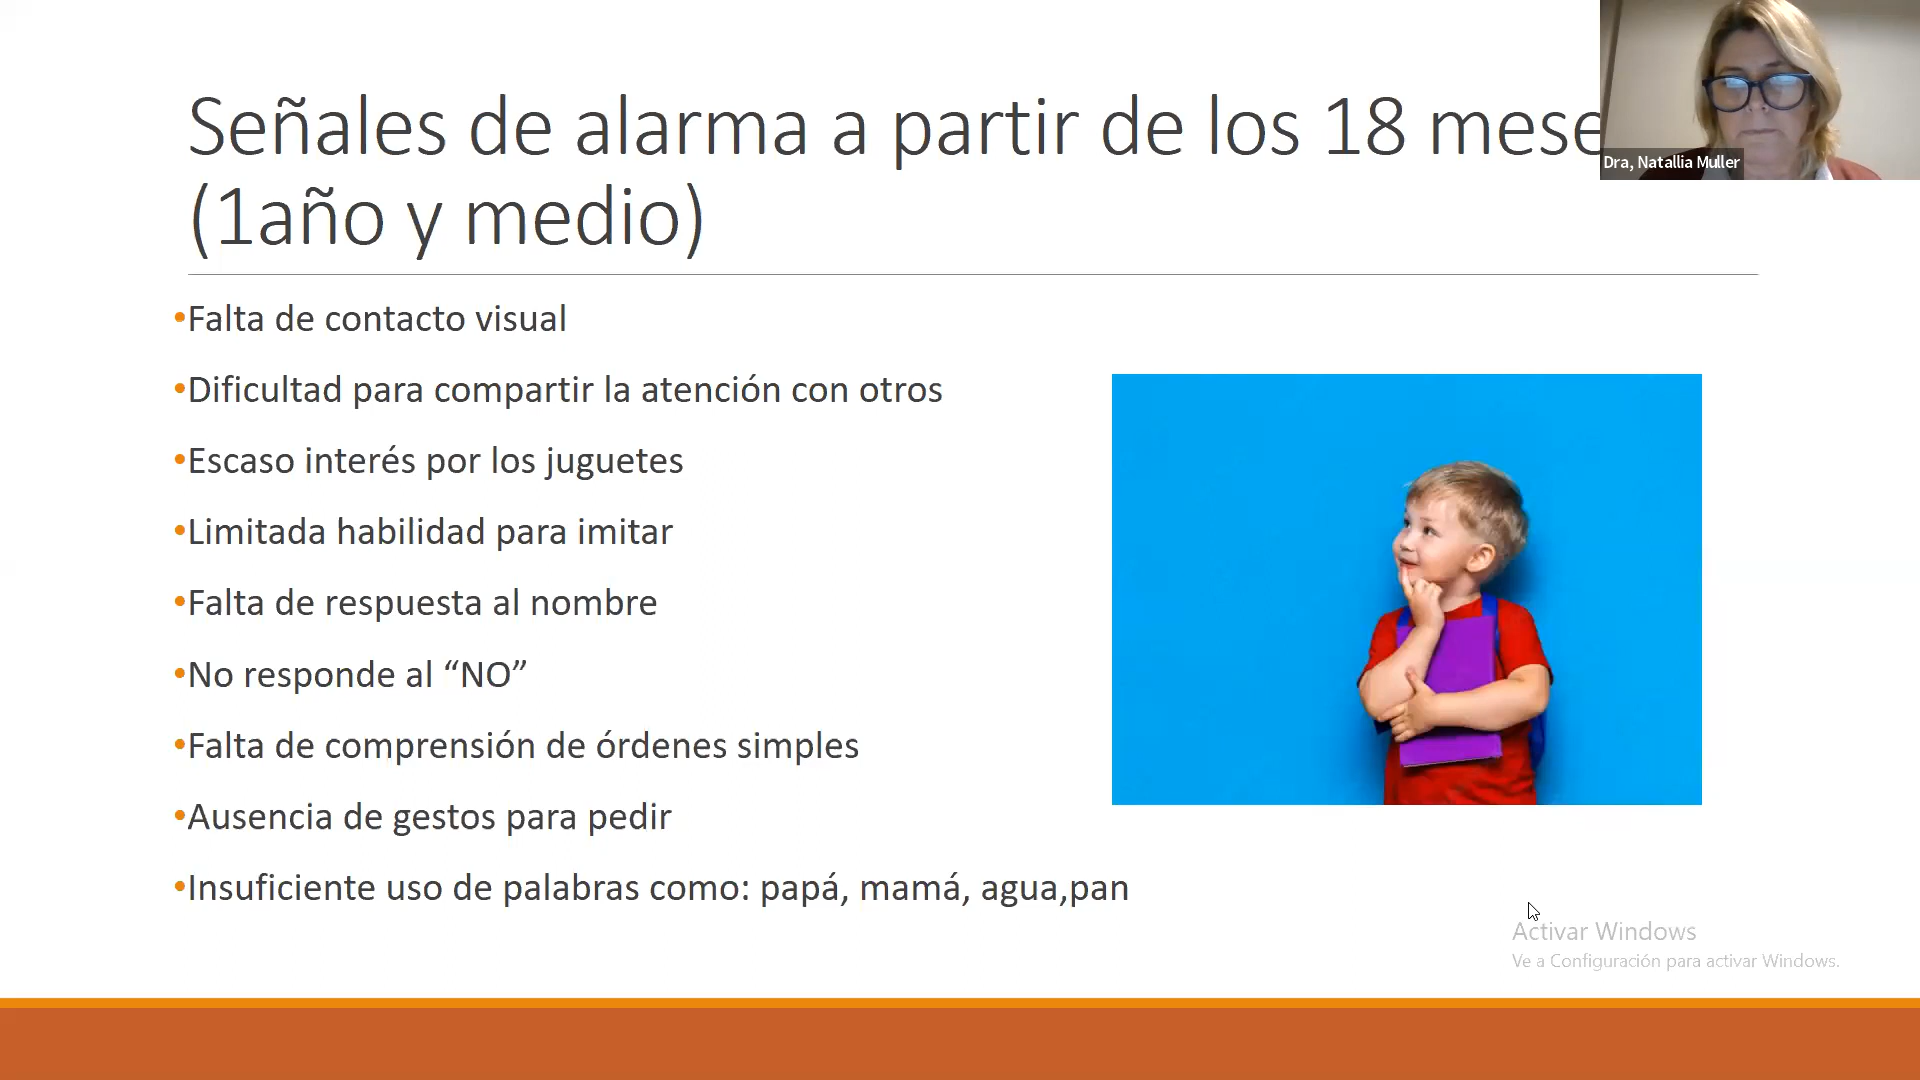 Señales de alarma a partir de los 18 mese
(1año y medio)
Dra, Natallia Muller
•Falta de contacto visual
•Dificultad para compartir la atención con otros
•Escaso interés por los juguetes
•Limitada habilidad para imitar
•Falta de respuesta al nombre
•No responde al “NO”
•Falta de comprensión de órdenes simples
•Ausencia de gestos para pedir
•Insuficiente uso de palabras como: papá, mamá, agua,pan
Activar Windows
Ve a Configuración para activar Windows.